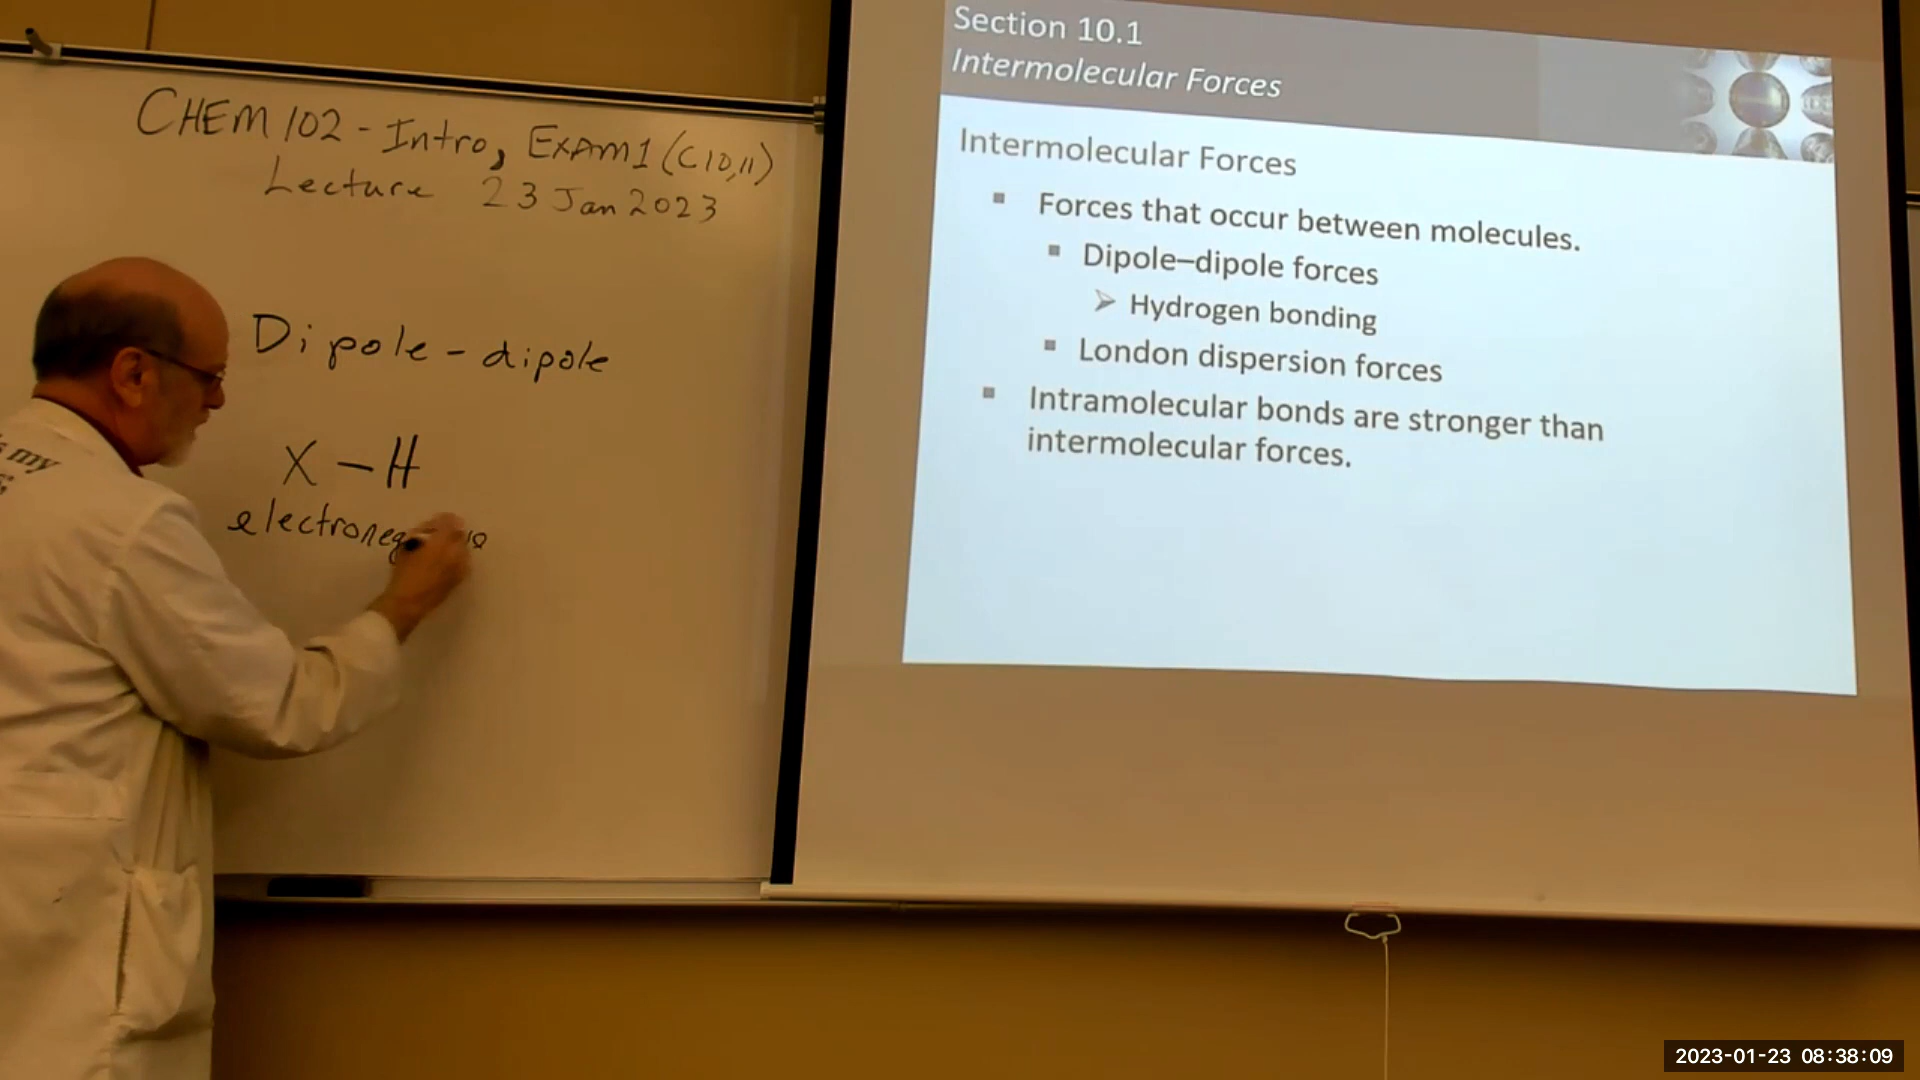 CHEM 102 - Intro, EXAM 1 (C10,11)
Lecture 23 Jan 2023
Dipole - dipole
X - H
my
Section 10.1
Intermolecular Forces
Intermolecular Forces
▪ Forces that occur between molecules.
▪ Dipole–dipole forces
➢ Hydrogen bonding
▪ London dispersion forces
▪ Intramolecular bonds are stronger than
intermolecular forces.
2023-01-23 08:38:09